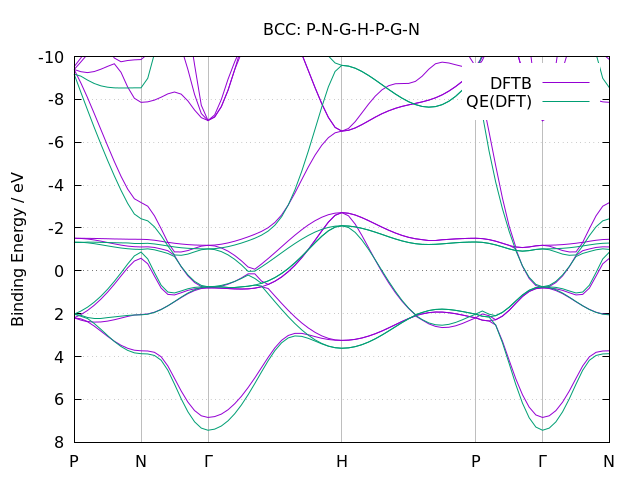 BCC: P-N-G-H-P-G-N
-10
-8
-6
-4
-2
0
2
4
6
8
Binding Energy / eV
DFTB
QE(DFT)
P N Γ H P Γ N